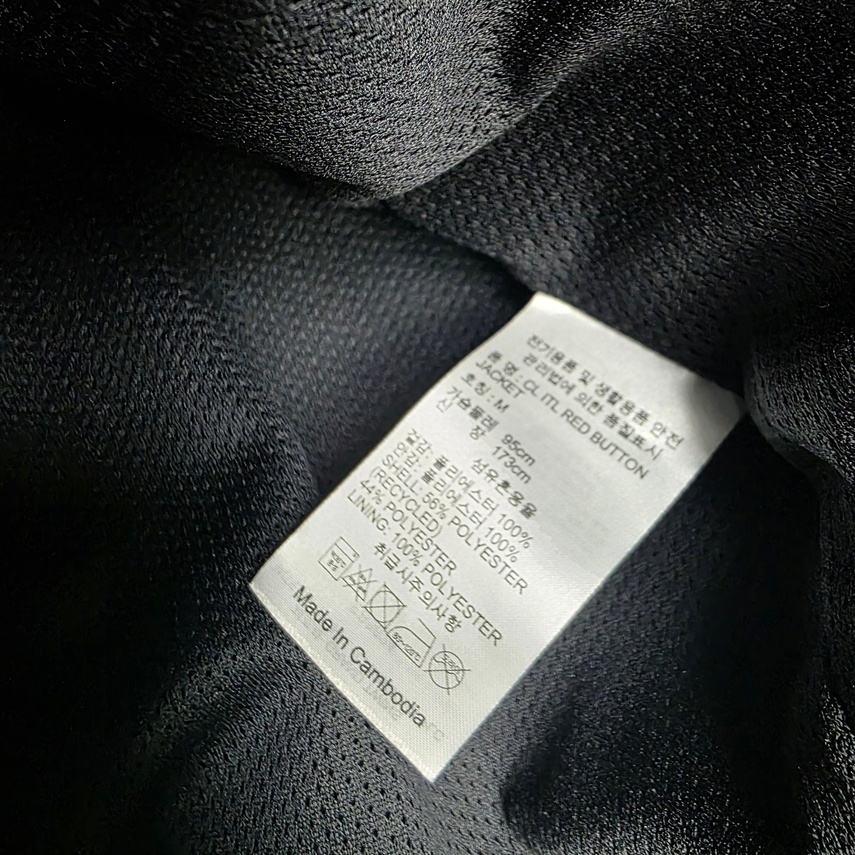 전기용품 및 생활용품 안전
관리법에 의한 품질표시
품 명: CL ITL RED BUTTON
JACKET
호칭 : M
가슴둘레 95cm
신 장 173cm
섬유혼용율
겉감: 폴리에스터 100%
안감: 폴리에스터 100%
SHELL: 56% POLYESTER
(RECYCLED)
44% POLYESTER
LINING: 100% POLYESTER
취급시주의사항
Made In Cambodia